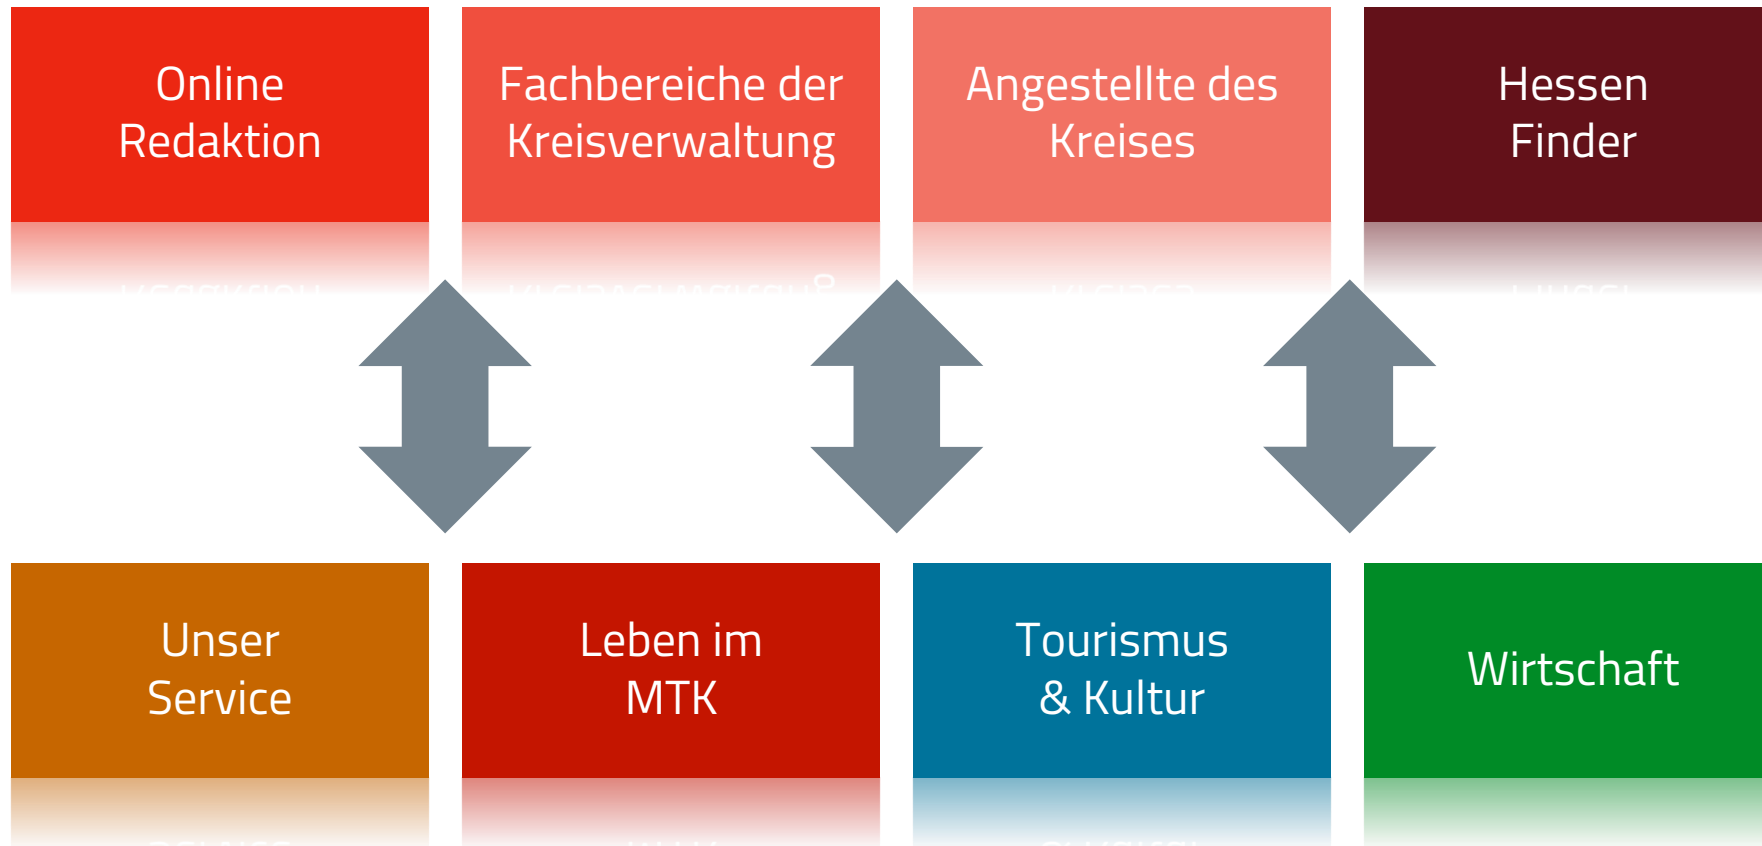 Online
Redaktion
Fachbereiche der
Kreisverwaltung
Angestellte des
Kreises
Hessen
Finder
Unser
Service
Leben im
MTK
Tourismus
& Kultur
Wirtschaft